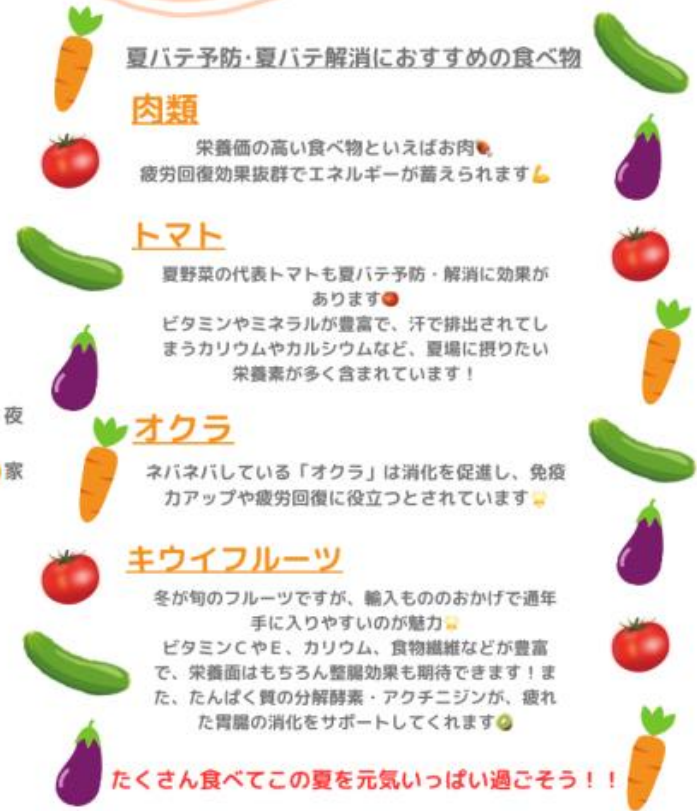 夏バテ予防・夏バテ解消におすすめの食べ物
肉類
栄養価の高い食べ物といえばお肉🍖
疲労回復効果抜群でエネルギーが蓄えられます💪
トマト
夏野菜の代表トマトも夏バテ予防・解消に効果が
あります🍅
ビタミンやミネラルが豊富で、汗で排出されてし
まうカリウムやカルシウムなど、夏場に摂りたい
栄養素が多く含まれています！
夜
家
オクラ
ネバネバしている「オクラ」は消化を促進し、免疫
力アップや疲労回復に役立つとされています
キウイフルーツ
冬が旬のフルーツですが、輸入もののおかげで通年
手に入りやすいのが魅力
ビタミンＣやＥ、カリウム、食物繊維などが豊富
で、栄養面はもちろん整腸効果も期待できます！ま
た、たんぱく質の分解酵素・アクチニジンが、疲れ
た胃腸の消化をサポートしてくれます🥝
たくさん食べてこの夏を元気いっぱい過ごそう！！